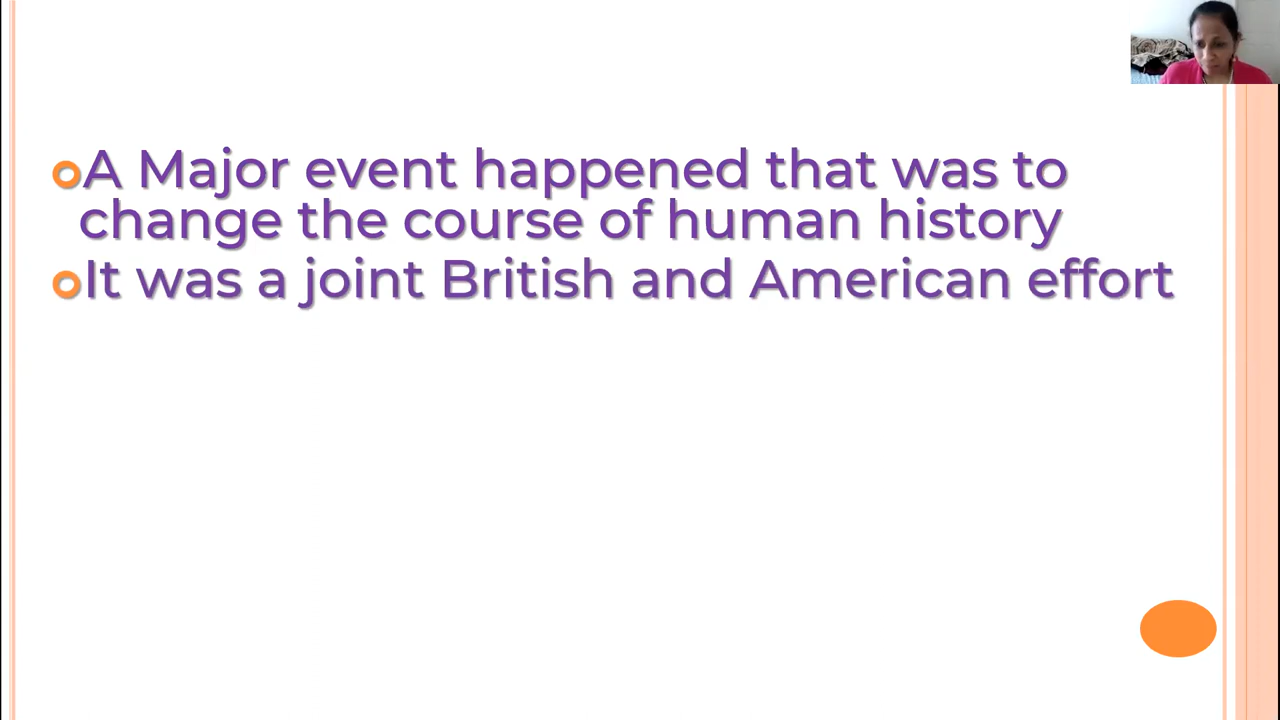 A Major event happened that was to
change the course of human history
It was a joint British and American effort